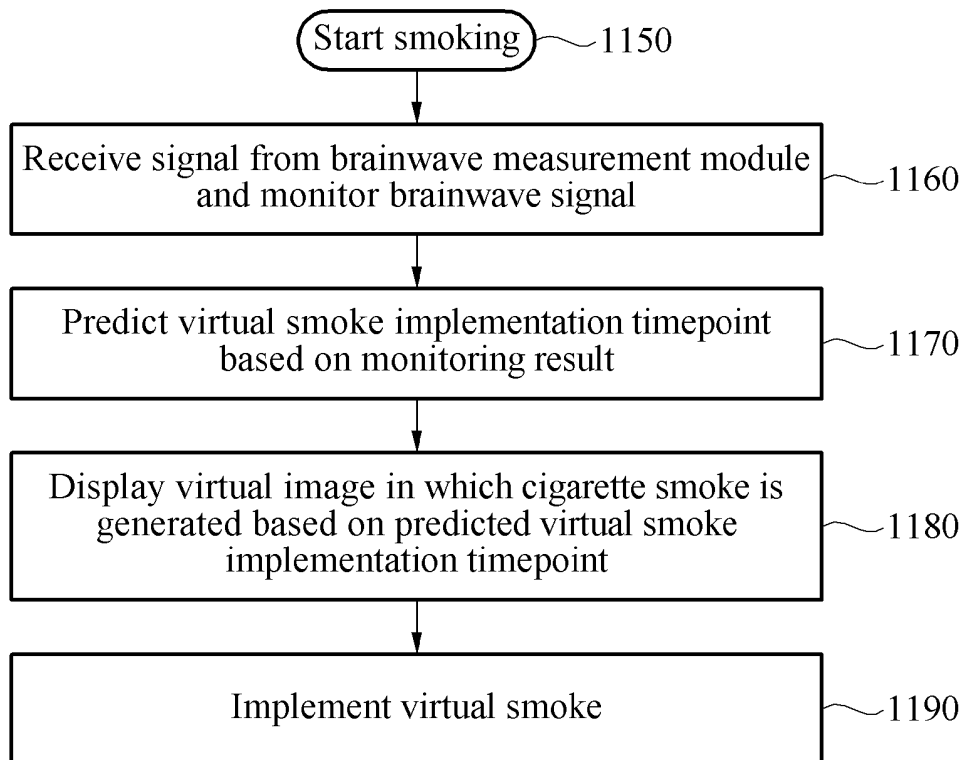 Start smoking
1150
Receive signal from brainwave measurement module
and monitor brainwave signal
1160
Predict virtual smoke implementation timepoint
based on monitoring result
1170
Display virtual image in which cigarette smoke is
generated based on predicted virtual smoke
implementation timepoint
1180
Implement virtual smoke
1190